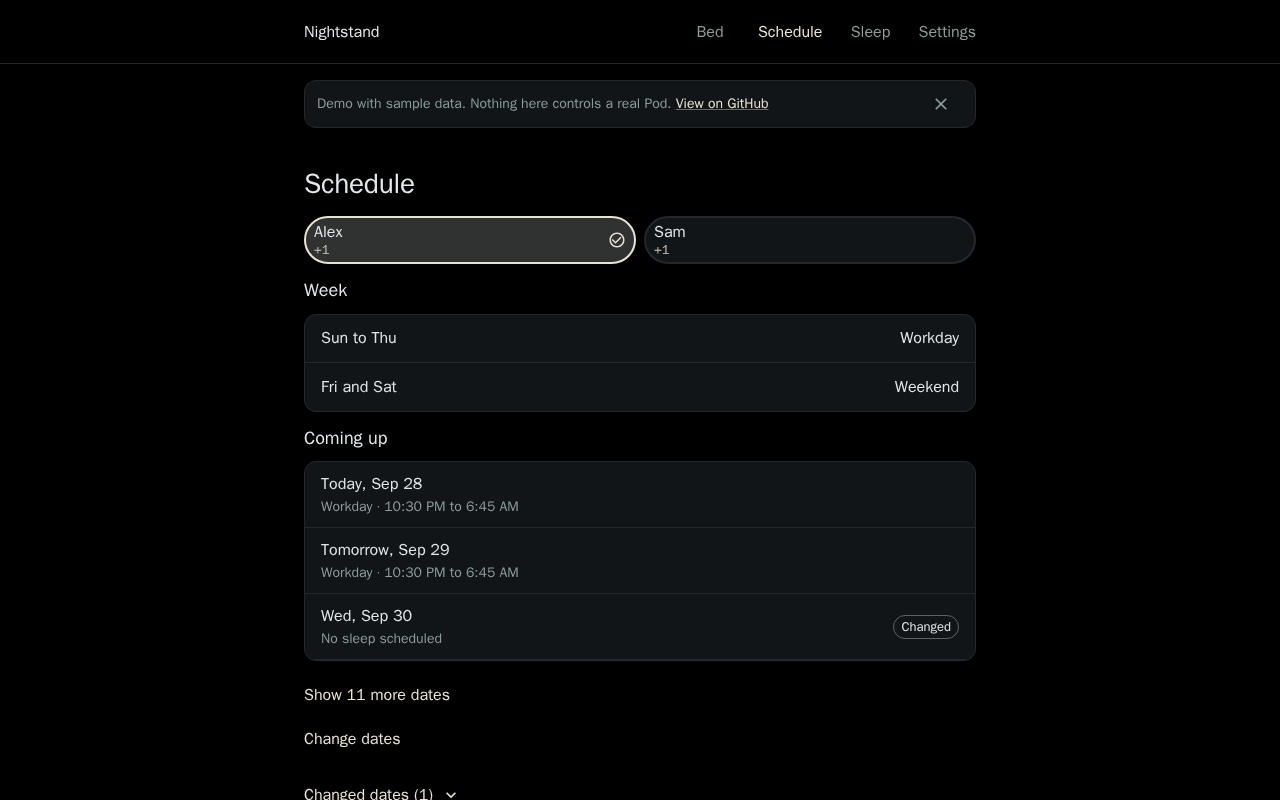 Nightstand
Bed Schedule Sleep Settings
Demo with sample data. Nothing here controls a real Pod. View on GitHub
Schedule
Alex
+1
Sam
+1
Week
Sun to Thu Workday
Fri and Sat Weekend
Coming up
Today, Sep 28
Workday · 10:30 PM to 6:45 AM
Tomorrow, Sep 29
Workday · 10:30 PM to 6:45 AM
Wed, Sep 30
No sleep scheduled
Changed
Show 11 more dates
Change dates
Changed dates (1)